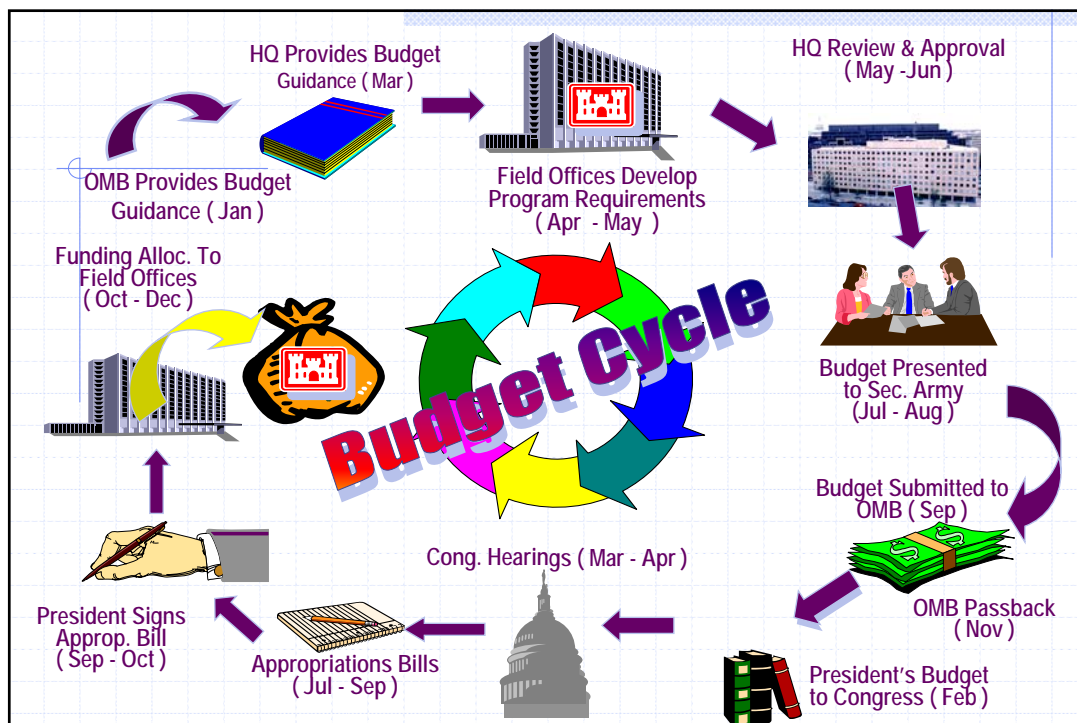 HQ Provides Budget
Guidance ( Mar )
HQ Review & Approval
( May -Jun )
OMB Provides Budget
Guidance ( Jan )
Field Offices Develop
Program Requirements
( Apr - May )
Funding Alloc. To
Field Offices
( Oct - Dec )
Budget Cycle
Budget Presented
to Sec. Army
(Jul - Aug )
Budget Submitted to
OMB ( Sep )
OMB Passback
( Nov )
President's Budget
to Congress ( Feb )
Cong. Hearings ( Mar - Apr )
Appropriations Bills
( Jul - Sep )
President Signs
Approp. Bill
( Sep - Oct )
$
$